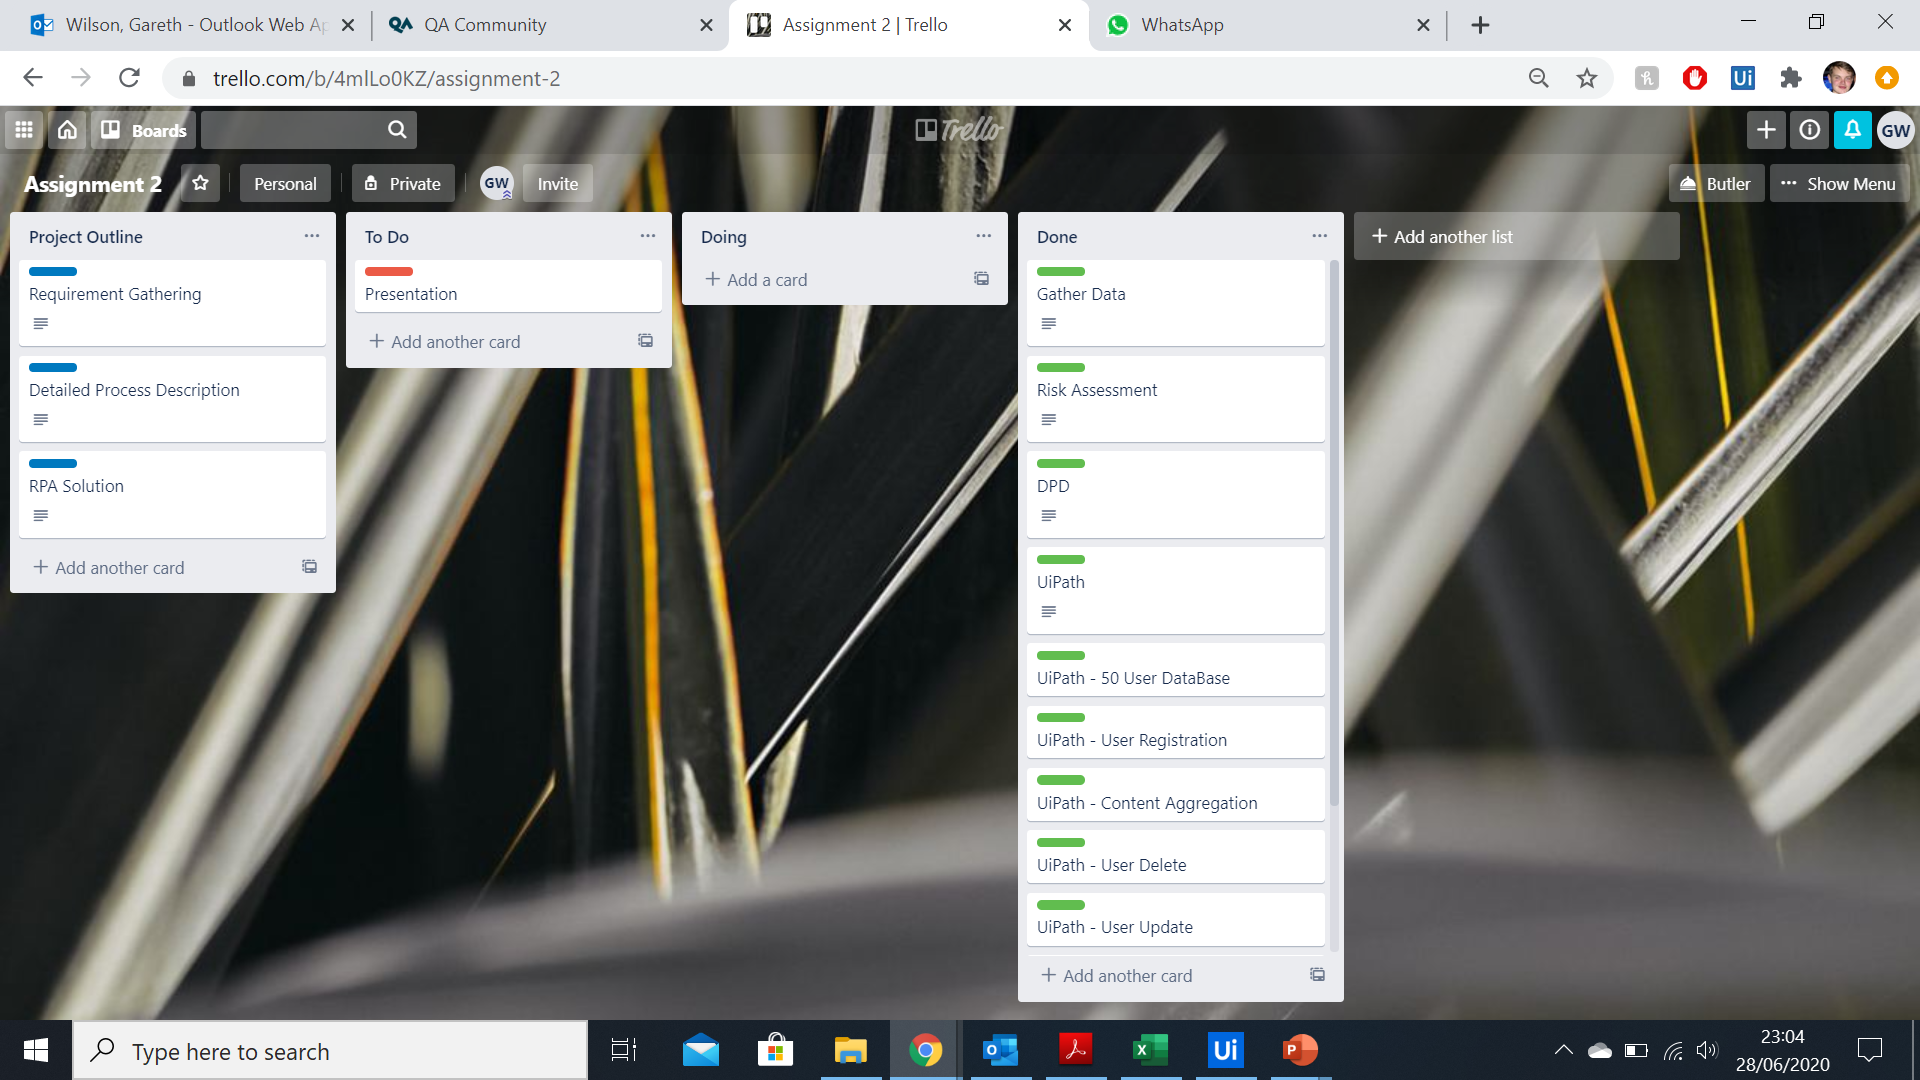 Wilson, Gareth - Outlook Web Ap
QA QA Community
Assignment 2 | Trello
WhatsApp
trello.com/b/4mlLo0KZ/assignment-2
Ui
Boards
Trello
GW
Assignment 2
Personal
Private
GW
Invite
Butler
Show Menu
Project Outline
Requirement Gathering
Detailed Process Description
RPA Solution
+ Add another card
To Do
Presentation
+ Add another card
Doing
+ Add a card
Done
Gather Data
Risk Assessment
DPD
UiPath
UiPath - 50 User DataBase
UiPath - User Registration
UiPath - Content Aggregation
UiPath - User Delete
UiPath - User Update
+ Add another card
+ Add another list
Type here to search
Ui
23:04
28/06/2020